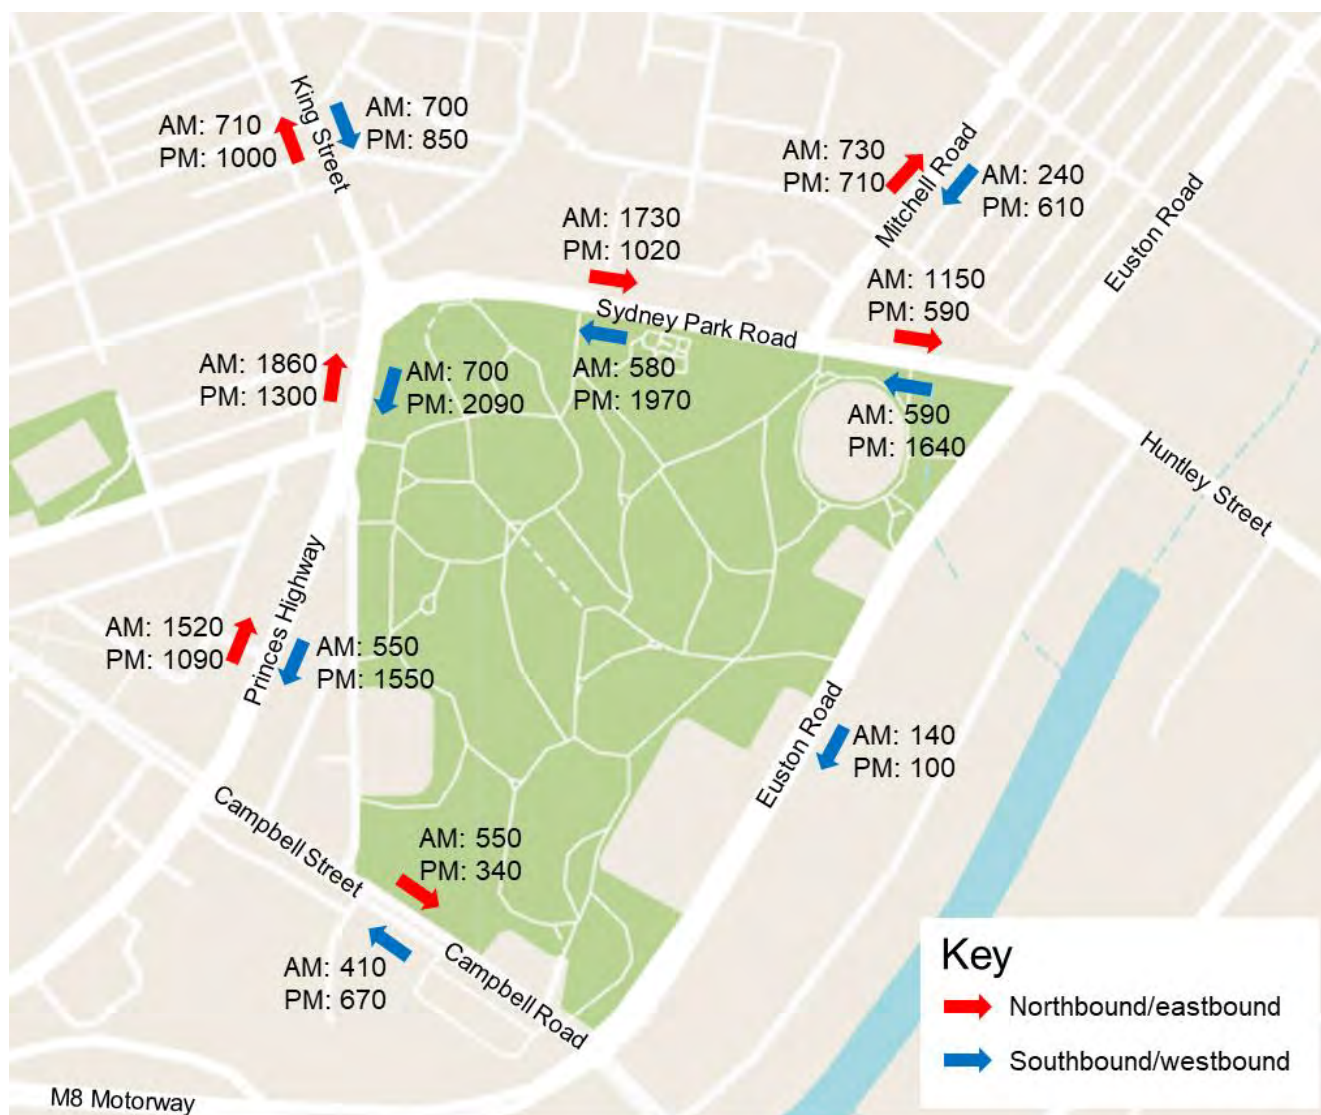 King Street
AM: 710
PM: 1000
AM: 700
PM: 850
AM: 730
PM: 710
Mitchell Road
AM: 240
PM: 610
Euston Road
AM: 1730
PM: 1020
Sydney Park Road
AM: 1150
PM: 590
AM: 1860
PM: 1300
AM: 700
PM: 2090
AM: 580
PM: 1970
AM: 590
PM: 1640
Huntley Street
Princes Highway
AM: 1520
PM: 1090
AM: 550
PM: 1550
Euston Road
AM: 140
PM: 100
Campbell Street
AM: 550
PM: 340
AM: 410
PM: 670
Campbell Road
M8 Motorway
Key
Northbound/eastbound
Southbound/westbound